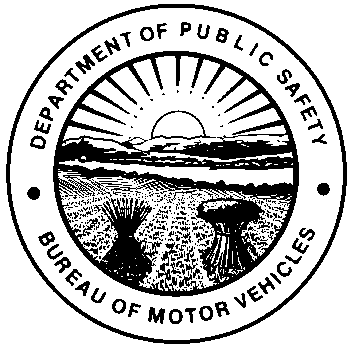 DEPARTMENT OF PUBLIC SAFETY
BUREAU OF MOTOR VEHICLES